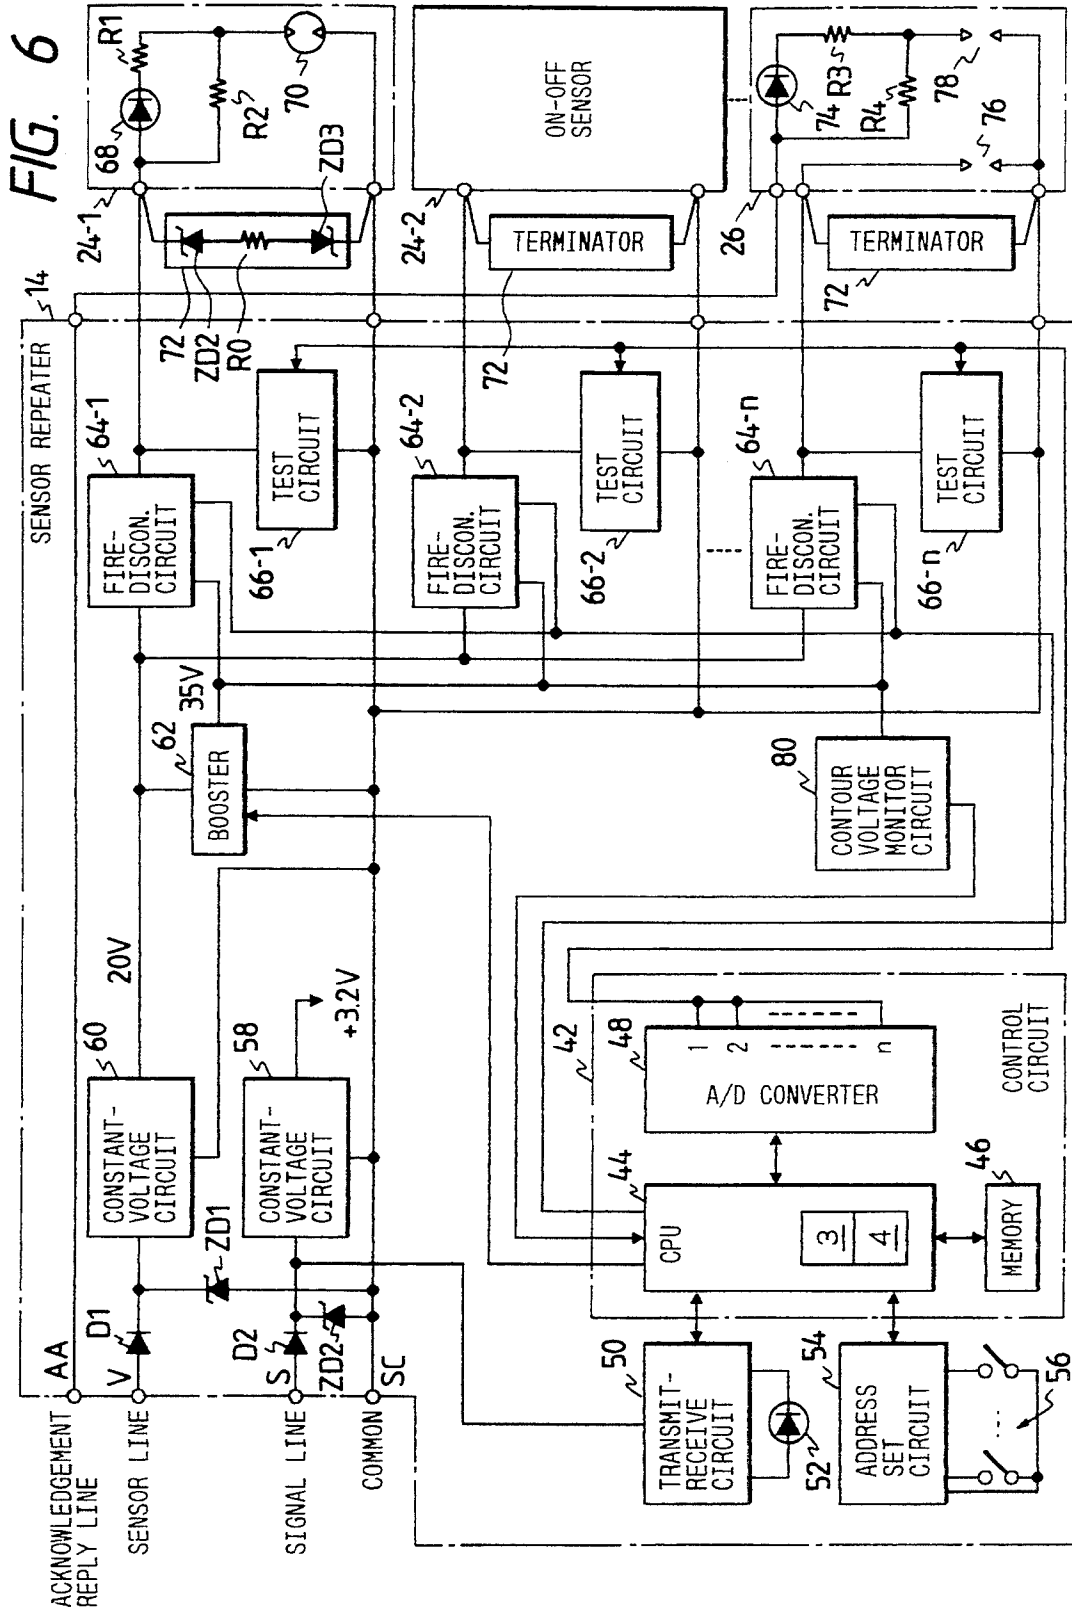 FIG. 6
SENSOR REPEATER
14
ACKNOWLEDGEMENT
REPLY LINE
AA
SENSOR LINE
V
D1
SIGNAL LINE
S
D2
COMMON
SC
ZD1
ZD2
60
CONSTANT-
VOLTAGE
CIRCUIT
20V
58
CONSTANT-
VOLTAGE
CIRCUIT
+3.2V
62
BOOSTER
35V
64-1
FIRE-
DISCON.
CIRCUIT
66-1
TEST
CIRCUIT
64-2
FIRE-
DISCON.
CIRCUIT
66-2
TEST
CIRCUIT
64-n
FIRE-
DISCON.
CIRCUIT
66-n
TEST
CIRCUIT
24-1
68
R1
R2
70
72
ZD2
R0
ZD3
24-2
ON-OFF
SENSOR
TERMINATOR
72
26
74
R3
R4
78
76
TERMINATOR
72
80
CONTOUR
VOLTAGE
MONITOR
CIRCUIT
42
CONTROL
CIRCUIT
48
A/D CONVERTER
1
2
n
44
CPU
3
4
46
MEMORY
50
TRANSMIT-
RECEIVE
CIRCUIT
52
54
ADDRESS
SET
CIRCUIT
56